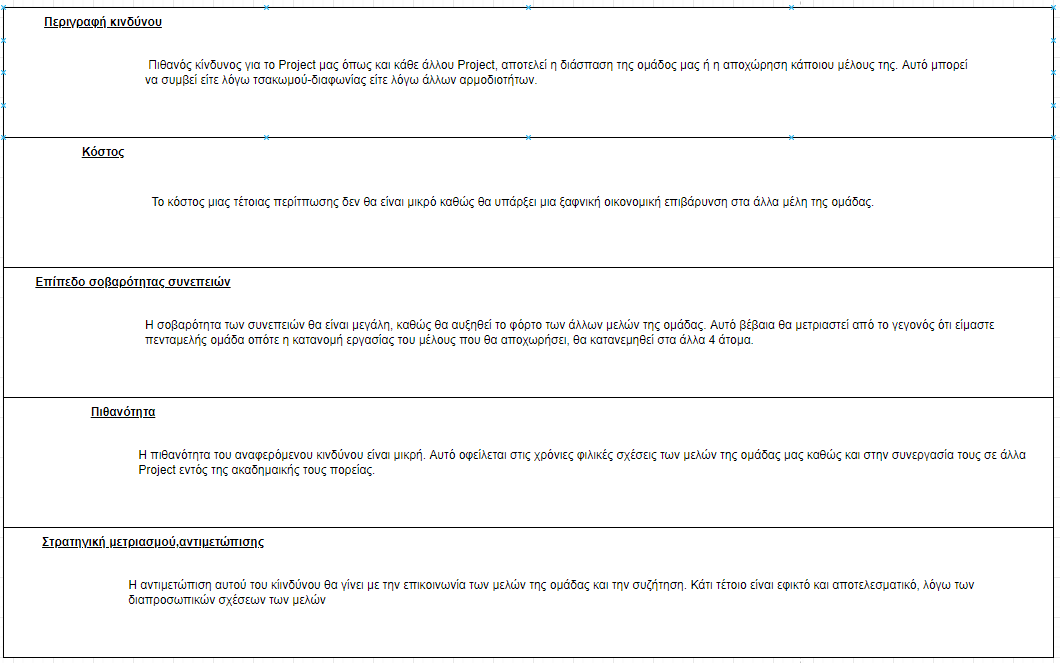 Περιγραφή κινδύνου
Πιθανός κίνδυνος για το Project μας όπως και κάθε άλλου Project, αποτελεί η διάσπαση της ομάδος μας ή η αποχώρηση κάποιου μέλους της. Αυτό μπορεί
να συμβεί είτε λόγω τσακωμού-διαφωνίας είτε λόγω άλλων αρμοδιοτήτων.
Κόστος
Το κόστος μιας τέτοιας περίτπωσης δεν θα είναι μικρό καθώς θα υπάρξει μια ξαφνική οικονομική επιβάρυνση στα άλλα μέλη της ομάδας.
Επίπεδο σοβαρότητας συνεπειών
Η σοβαρότητα των συνεπειών θα είναι μεγάλη, καθώς θα αυξηθεί το φόρτο των άλλων μελών της ομάδας. Αυτό βέβαια θα μετριαστεί από το γεγονός ότι είμαστε
πενταμελής ομάδα οπότε η κατανομή εργασίας του μέλους που θα αποχωρήσει, θα κατανεμηθεί στα άλλα 4 άτομα.
Πιθανότητα
Η πιθανότητα του αναφερόμενου κινδύνου είναι μικρή. Αυτό οφείλεται στις χρόνιες φιλικές σχέσεις των μελών της ομάδας μας καθώς και στην συνεργασία τους σε άλλα
Project εντός της ακαδημαικής τους πορείας.
Στρατηγική μετριασμού,αντιμετώπισης
Η αντιμετώπιση αυτού του κίινδύνου θα γίνει με την επικοινωνία των μελών της ομάδας και την συζήτηση. Κάτι τέτοιο είναι εφικτό και αποτελεσματικό, λόγω των
διαπροσωπικών σχέσεων των μελών